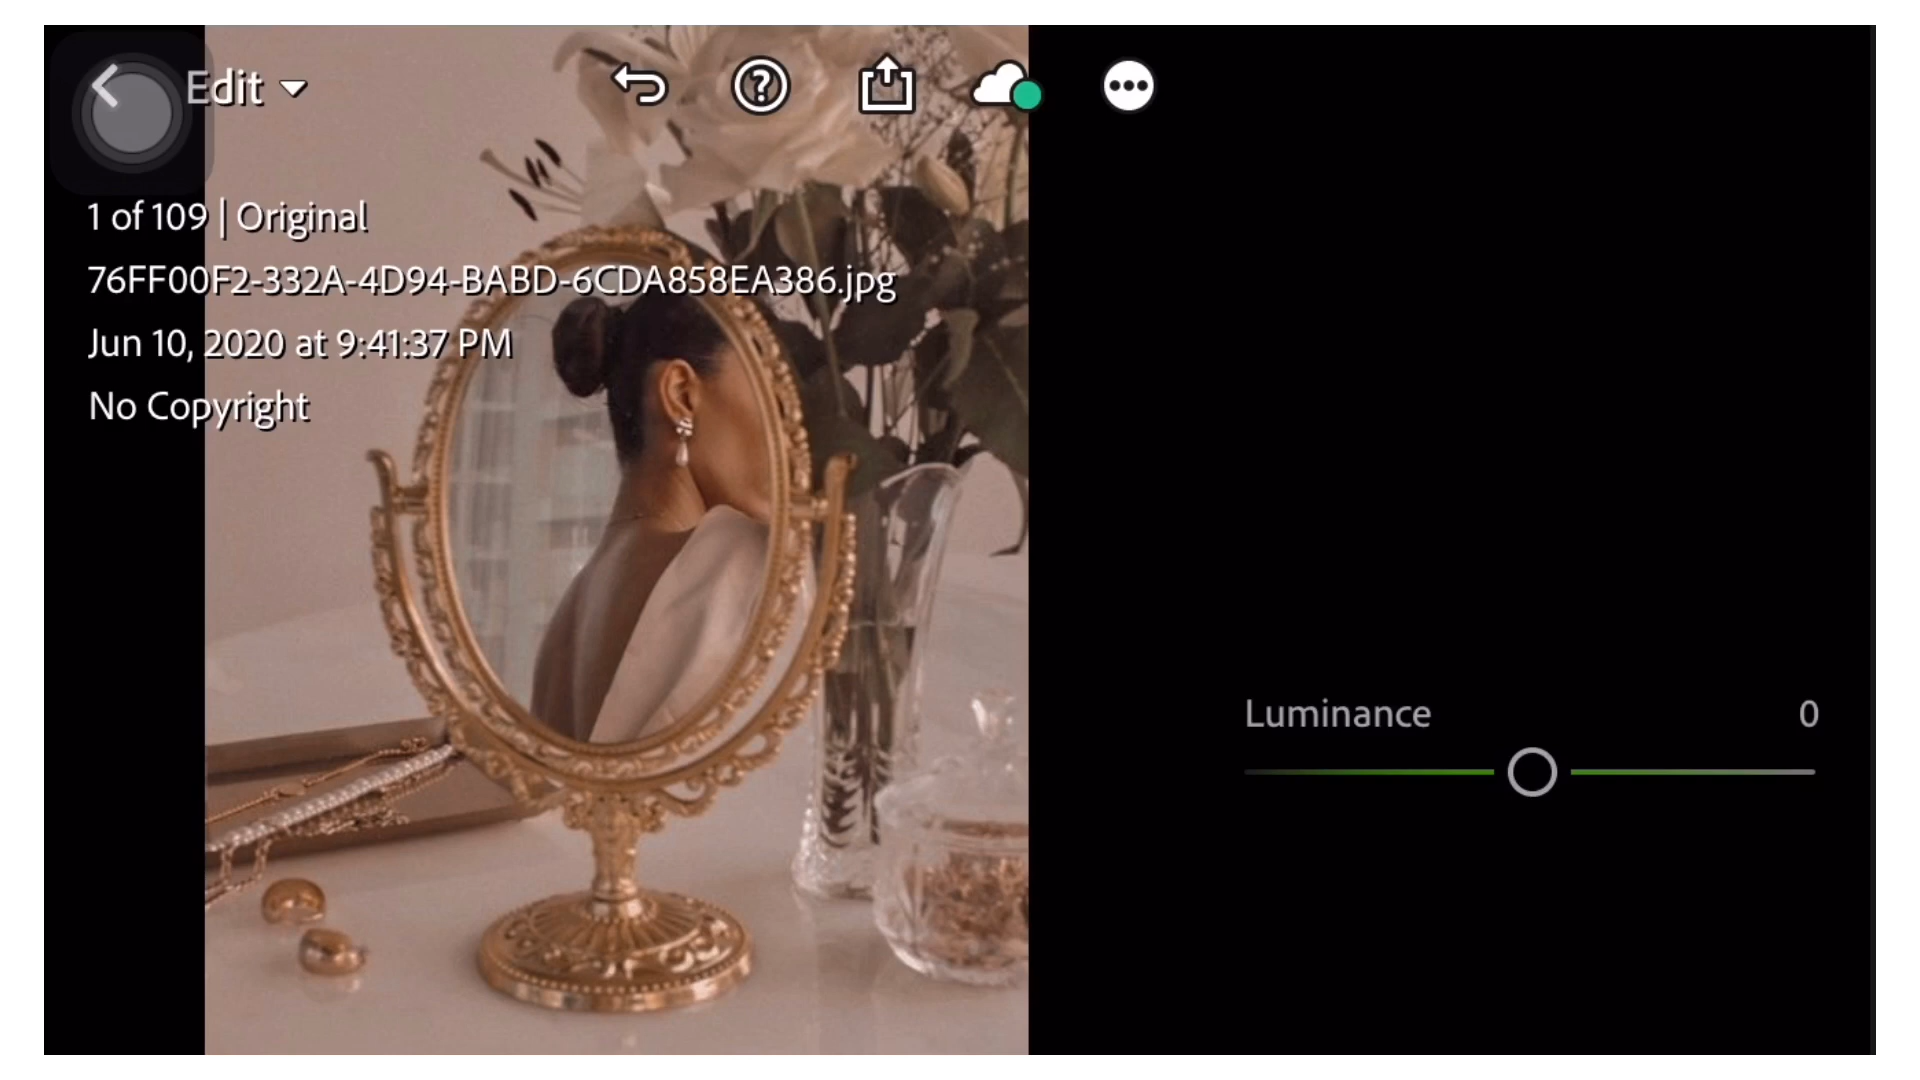 Edit
1 of 109 | Original
76FF00F2-332A-4D94-BABD-6CDA858EA386.jpg
Jun 10, 2020 at 9:41:37 PM
No Copyright
Luminance 0